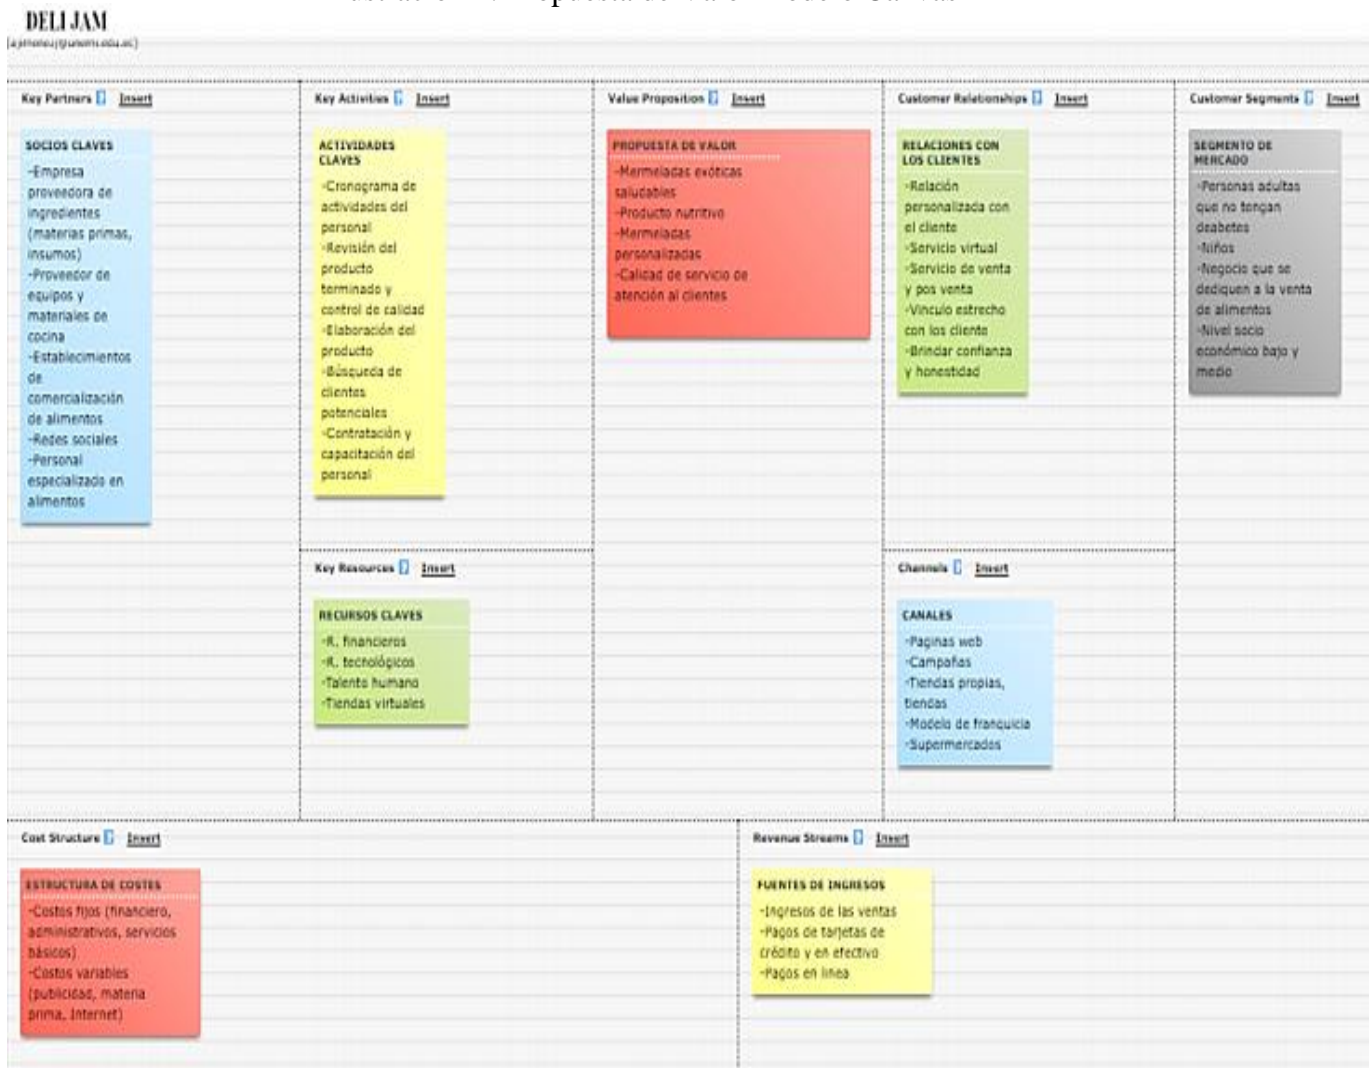 DELI JAM
Key Partners Insert
SOCIOS CLAVES
-Empresa
proveedora de
ingredientes
(materias primas,
insumos)
-Proveedor de
equipos y
materiales de
cocina
-Establecimientos
de
comercialización
de alimentos
-Redes sociales
-Personal
especializado en
alimentos
Key Activities Insert
ACTIVIDADES
CLAVES
-Cronograma de
actividades del
personal
-Revisión del
producto
terminado y
control de calidad
-Elaboración del
producto
-Búsqueda de
clientes
potenciales
-Contratación y
capacitación del
personal
Key Resources Insert
RECURSOS CLAVES
-R. financieros
-R. tecnológicos
-Talento humano
-Tiendas virtuales
Value Proposition Insert
PROPUESTA DE VALOR
-Mermeladas exóticas
saludables
-Producto nutritivo
-Mermeladas
personalizadas
-Calidad de servicio de
atención al clientes
Customer Relationships Insert
RELACIONES CON
LOS CLIENTES
-Relación
personalizada con
el cliente
-Servicio virtual
-Servicio de venta
y pos venta
-Vinculo estrecho
con los cliente
-Brindar confianza
y honestidad
Channels Insert
CANALES
-Paginas web
-Campañas
-Tiendas propias,
tiendas
-Modelo de franquicia
-Supermercados
Customer Segments Insert
SEGMENTO DE
MERCADO
-Personas adultas
que no tengan
deabetes
-Niños
-Negocio que se
dediquen a la venta
de alimentos
-Nivel socio
económico bajo y
medio
Cost Structure Insert
ESTRUCTURA DE COSTES
-Costos fijos (financiero,
administrativos, servicios
básicos)
-Costos variables
(publicidad, materia
prima, Internet)
Revenue Streams Insert
FUENTES DE INGRESOS
-Ingresos de las ventas
-Pagos de tarjetas de
crédito y en efectivo
-Pagos en linea